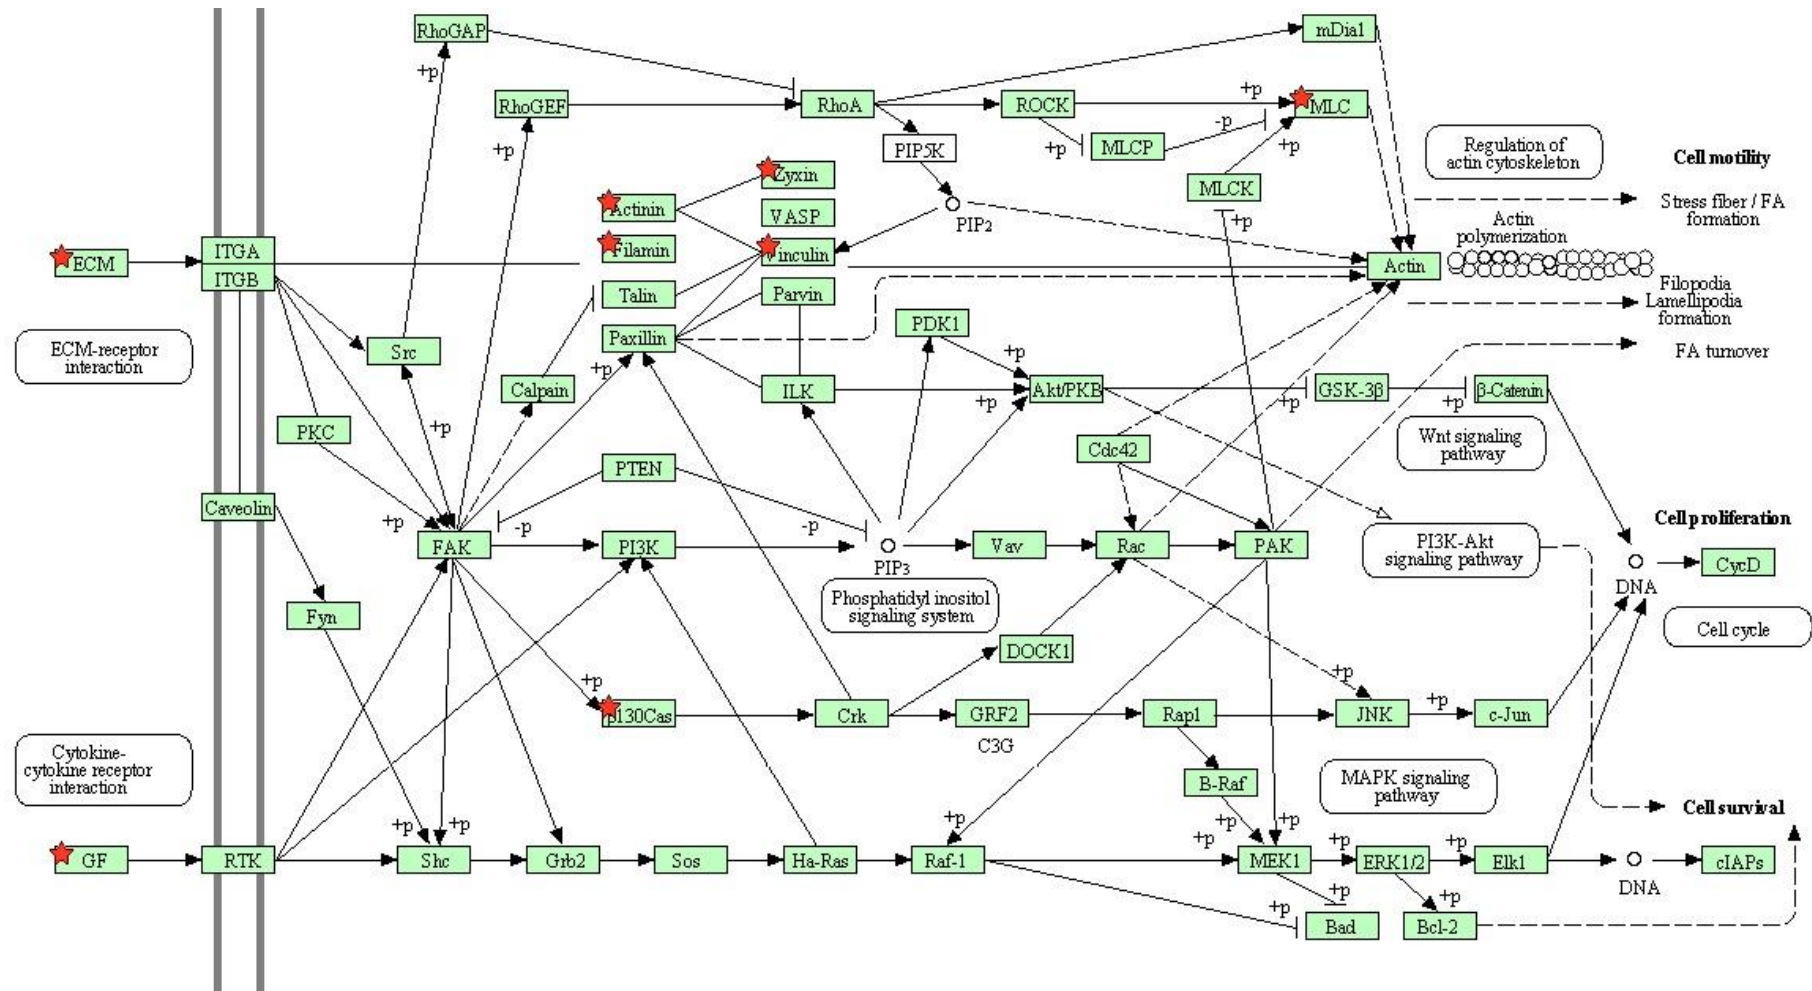 RhoGAP
mDia1
+p
RhoGEF
RhoA
ROCK
+p
MLC
+p
PIP5K
+p
MLCP
-p
+p
Regulation of
actin cytoskeleton
Cell motility
Zyxin
MLCK
Actinin
VASP
PIP2
+p
Stress fiber / FA
formation
Actin
polymerization
ECM
ITGA
Filamin
Vinculin
Actin
ITGB
Talin
Parvin
Filopodia
Lamellipodia
formation
ECM-receptor
interaction
Src
Paxillin
PDK1
+p
FA turnover
+p
Calpain
ILK
Akt/PKB
GSK-3β
β-Catenin
+p
+p
+p
PKC
+p
Cdc42
Wnt signaling
pathway
PTEN
Caveolin
+p
-p
-p
Cell proliferation
FAK
PI3K
PIP3
Vav
Rac
PAK
PI3K-Akt
signaling pathway
CycD
DNA
Phosphatidyl inositol
signaling system
Fyn
Cell cycle
DOCK1
+p
+p
p130Cas
Crk
GRF2
Rap1
JNK
+p
c-Jun
C3G
Cytokine-
cytokine receptor
interaction
B-Raf
MAPK signaling
pathway
Cell survival
+p
+p
+p
+p
+p
+p
+p
+p
GF
RTK
Shc
Grb2
Sos
Ha-Ras
Raf-1
MEK1
ERK1/2
Elk1
DNA
cIAPs
+p
+p
+p
Bad
Bcl-2